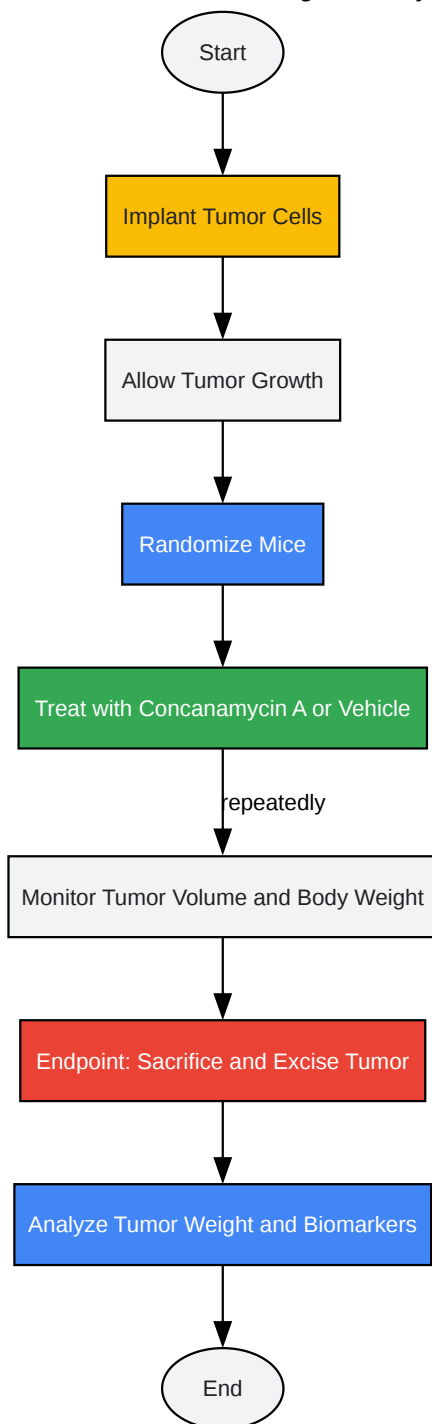 Start
Implant Tumor Cells
Allow Tumor Growth
Randomize Mice
Treat with Concanamycin A or Vehicle
repeatedly
Monitor Tumor Volume and Body Weight
Endpoint: Sacrifice and Excise Tumor
Analyze Tumor Weight and Biomarkers
End